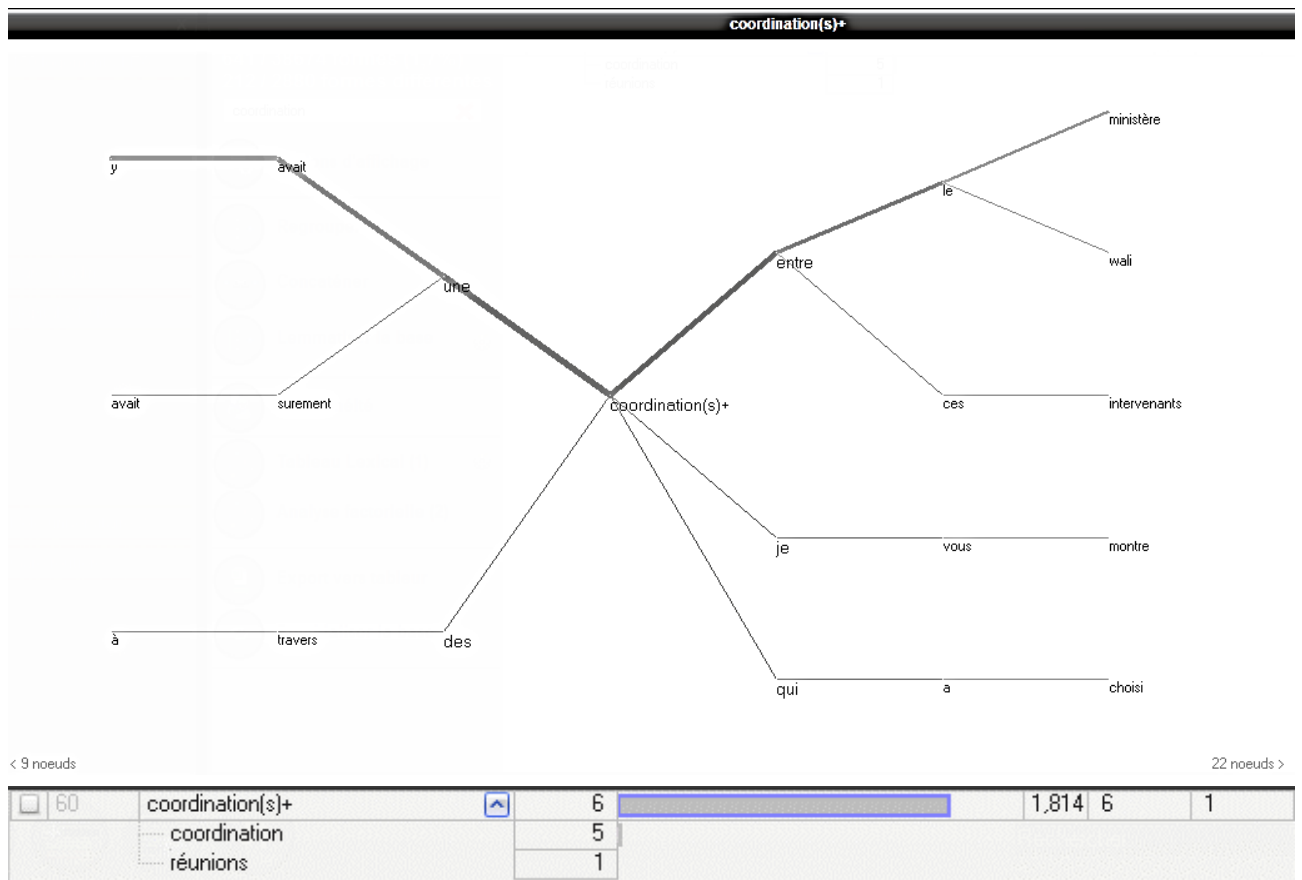 coordination(s)+
ministère
y avait
le
entre wali
une
avait surement coordination(s)+ ces intervenants
je vous montre
à travers des
qui a choisi
< 9 noeuds 22 noeuds >
60 coordination(s)+ 6 1,814 6 1
coordination 5
réunions 1